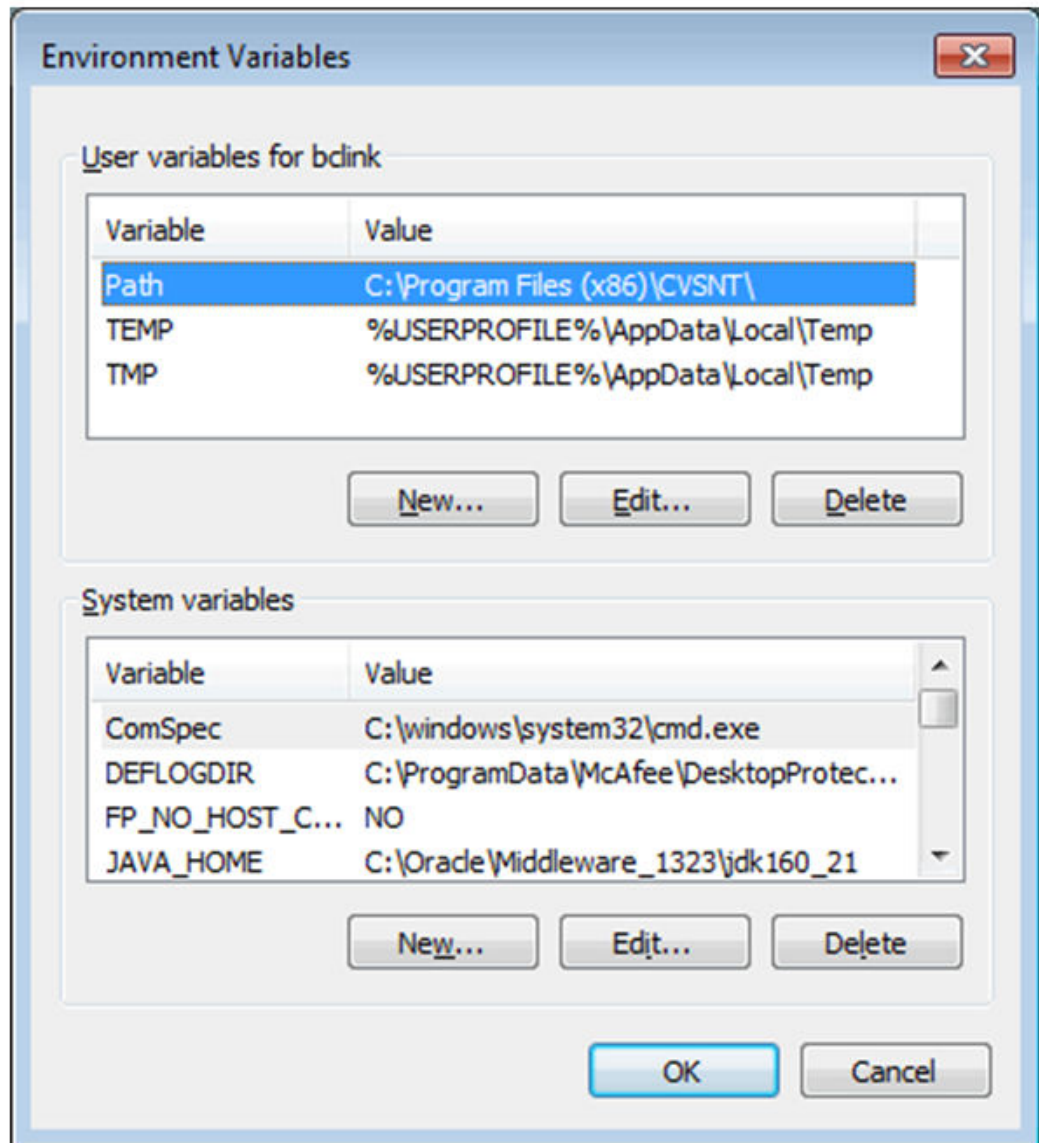 Environment Variables
User variables for bclink
Variable Value
Path C:\Program Files (x86)\CVSNT\
TEMP %USERPROFILE%\AppData\Local\Temp
TMP %USERPROFILE%\AppData\Local\Temp
New... Edit... Delete
System variables
Variable Value
ComSpec C:\windows\system32\cmd.exe
DEFLOGDIR C:\ProgramData\McAfee\DesktopProtec...
FP_NO_HOST_C... NO
JAVA_HOME C:\Oracle\Middleware_1323\jdk160_21
New... Edit... Delete
OK Cancel